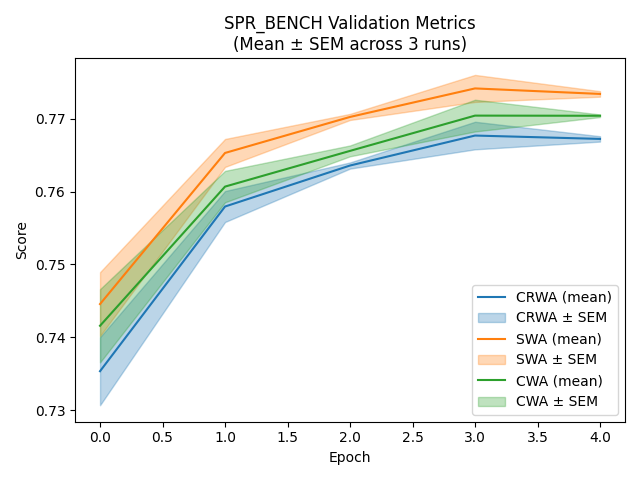 SPR_BENCH Validation Metrics
(Mean ± SEM across 3 runs)
Score
0.77
0.76
0.75
0.74
0.73
CRWA (mean)
CRWA ± SEM
SWA (mean)
SWA ± SEM
CWA (mean)
CWA ± SEM
0.0 0.5 1.0 1.5 2.0 2.5 3.0 3.5 4.0
Epoch